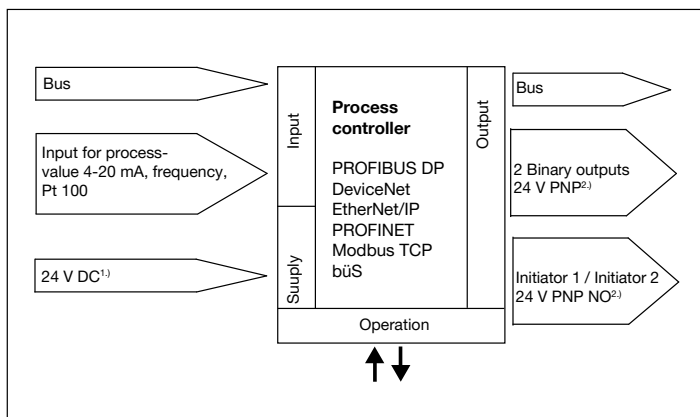 Bus
Input for process-
value 4-20 mA, frequency,
Pt 100
24 V DC1.)
Input
Suuply
Process
controller
PROFIBUS DP
DeviceNet
EtherNet/IP
PROFINET
Modbus TCP
büS
Output
Operation
Bus
2 Binary outputs
24 V PNP2.)
Initiator 1 / Initiator 2
24 V PNP NO2.)